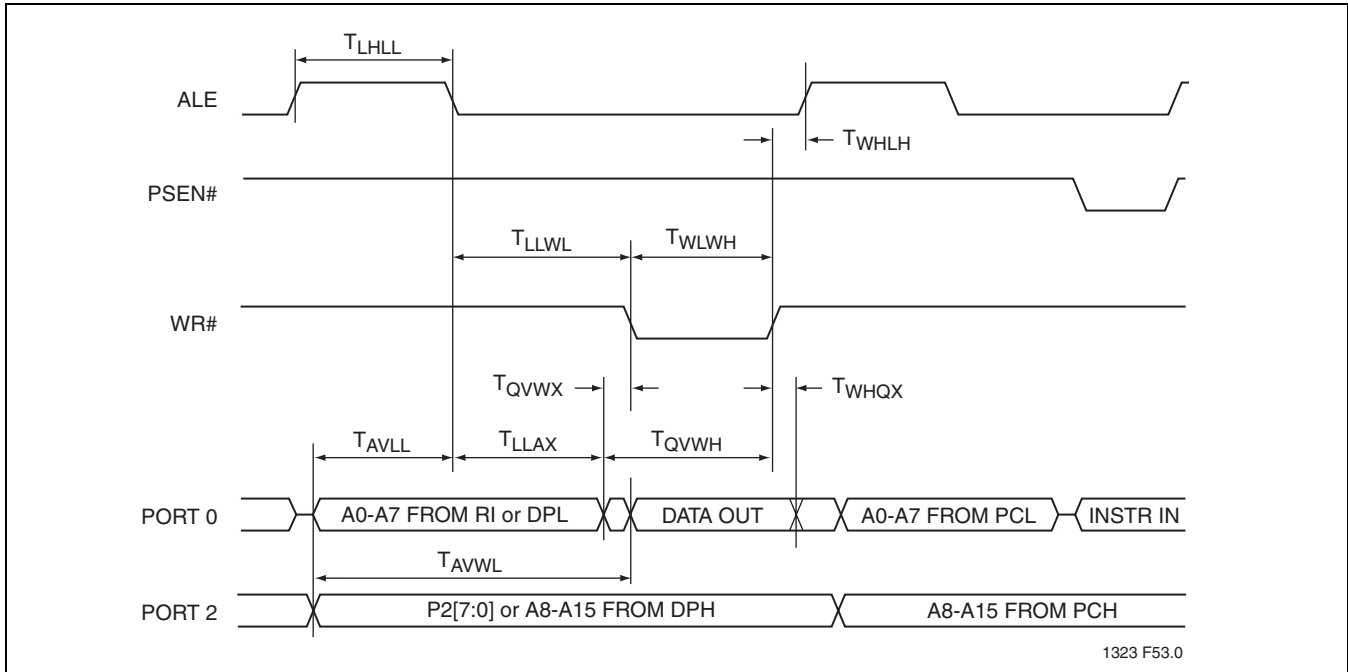 TLHLL
ALE
TWHLH
PSEN#
TLLWL
TWLWH
WR#
TQVWX
TWHQX
TAVLL
TLLAX
TQVWH
PORT 0
A0-A7 FROM RI or DPL
DATA OUT
A0-A7 FROM PCL
INSTR IN
TAVWL
PORT 2
P2[7:0] or A8-A15 FROM DPH
A8-A15 FROM PCH
1323 F53.0